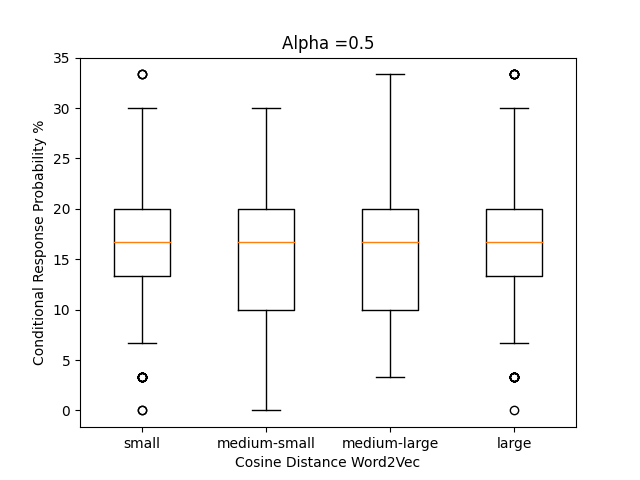 Alpha =0.5
Conditional Response Probability %
35
30
25
20
15
10
5
0
small
medium-small
medium-large
large
Cosine Distance Word2Vec